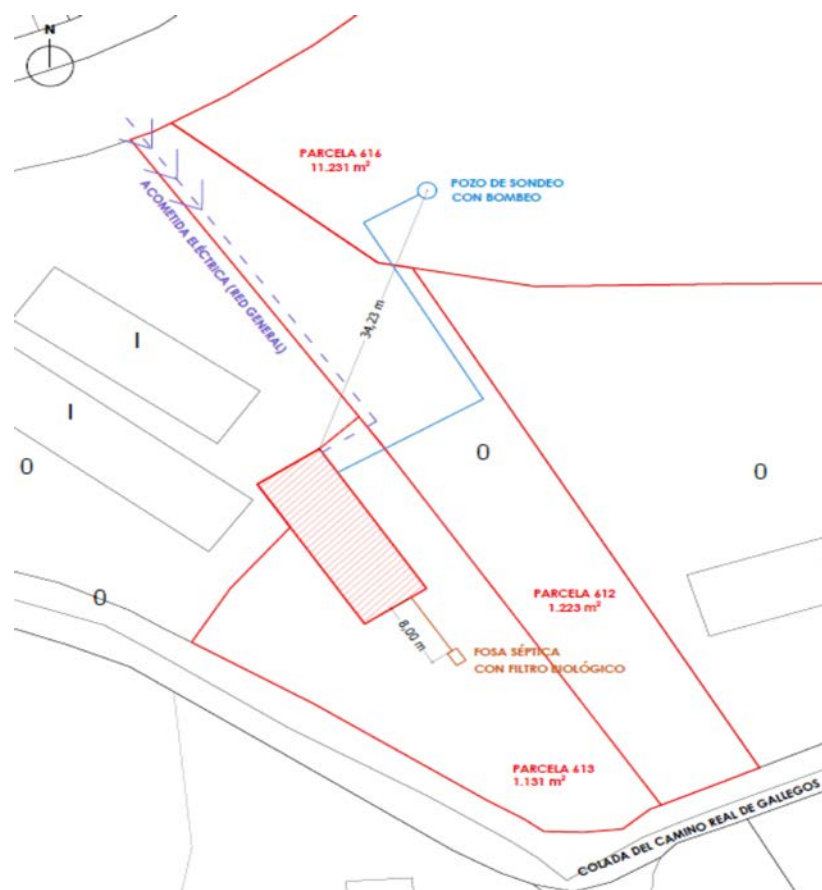 N
PARCELA 616
11.231 m²
POZO DE SONDEO
CON BOMBEO
ACOMETIDA ELÉCTRICA (RED GENERAL)
34,23 m
I
I
0
0
0
0
PARCELA 612
1.223 m²
8,00 m
FOSA SÉPTICA
CON FILTRO BIOLÓGICO
PARCELA 613
1.131 m²
COLADA DEL CAMINO REAL DE GALLEGOS